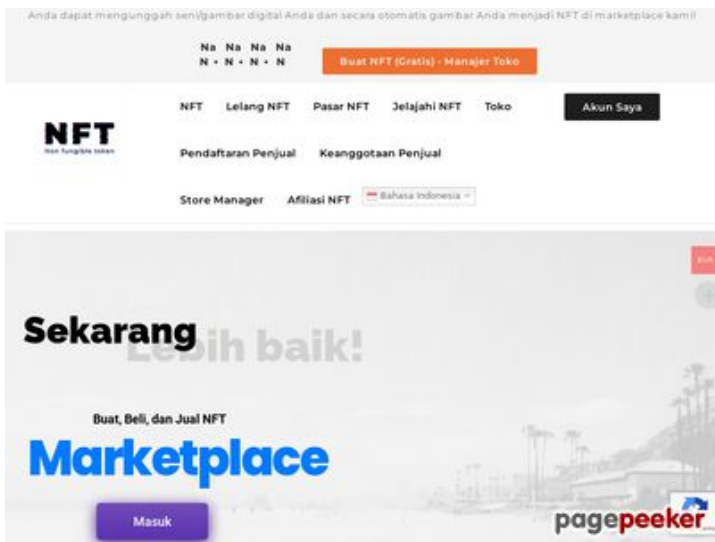 Anda dapat mengunggah seni/gambar digital Anda dan secara otomatis gambar Anda menjadi NFT di marketplace kami!
Na Na Na Na
N • N • N • N
Buat NFT (Gratis) - Manajer Toko
NFT Lelang NFT Pasar NFT Jelajahi NFT Toko Akun Saya
NFT
Non fungible token
Pendaftaran Penjual Keanggotaan Penjual
Store Manager Afiliasi NFT Bahasa Indonesia
EUR
Sekarang
Lebih baik!
Buat, Beli, dan Jual NFT
Marketplace
Masuk
pagepeeker